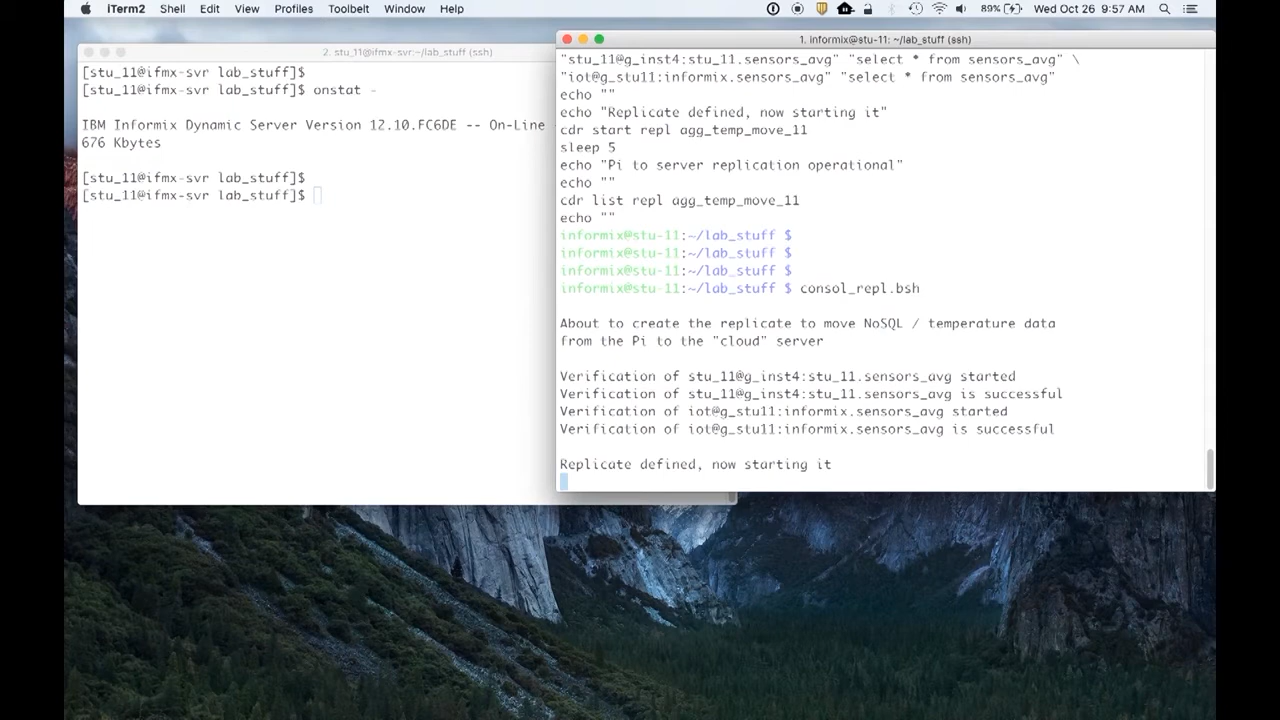 iTerm2 Shell Edit View Profiles Toolbelt Window Help 89% Wed Oct 26 9:57 AM
2. stu_11@ifmx-svr:~/lab_stuff (ssh)
[stu_11@ifmx-svr lab_stuff]$
[stu_11@ifmx-svr lab_stuff]$ onstat -
IBM Informix Dynamic Server Version 12.10.FC6DE -- On-Line
676 Kbytes
[stu_11@ifmx-svr lab_stuff]$
[stu_11@ifmx-svr lab_stuff]$
1. informix@stu-11: ~/lab_stuff (ssh)
"stu_11@g_inst4:stu_11.sensors_avg" "select * from sensors_avg" \
"iot@g_stu11:informix.sensors_avg" "select * from sensors_avg"
echo ""
echo "Replicate defined, now starting it"
cdr start repl agg_temp_move_11
sleep 5
echo "Pi to server replication operational"
echo ""
cdr list repl agg_temp_move_11
echo ""
informix@stu-11:~/lab_stuff $
informix@stu-11:~/lab_stuff $
informix@stu-11:~/lab_stuff $
informix@stu-11:~/lab_stuff $ consol_repl.bsh
About to create the replicate to move NoSQL / temperature data
from the Pi to the "cloud" server
Verification of stu_11@g_inst4:stu_11.sensors_avg started
Verification of stu_11@g_inst4:stu_11.sensors_avg is successful
Verification of iot@g_stu11:informix.sensors_avg started
Verification of iot@g_stu11:informix.sensors_avg is successful
Replicate defined, now starting it